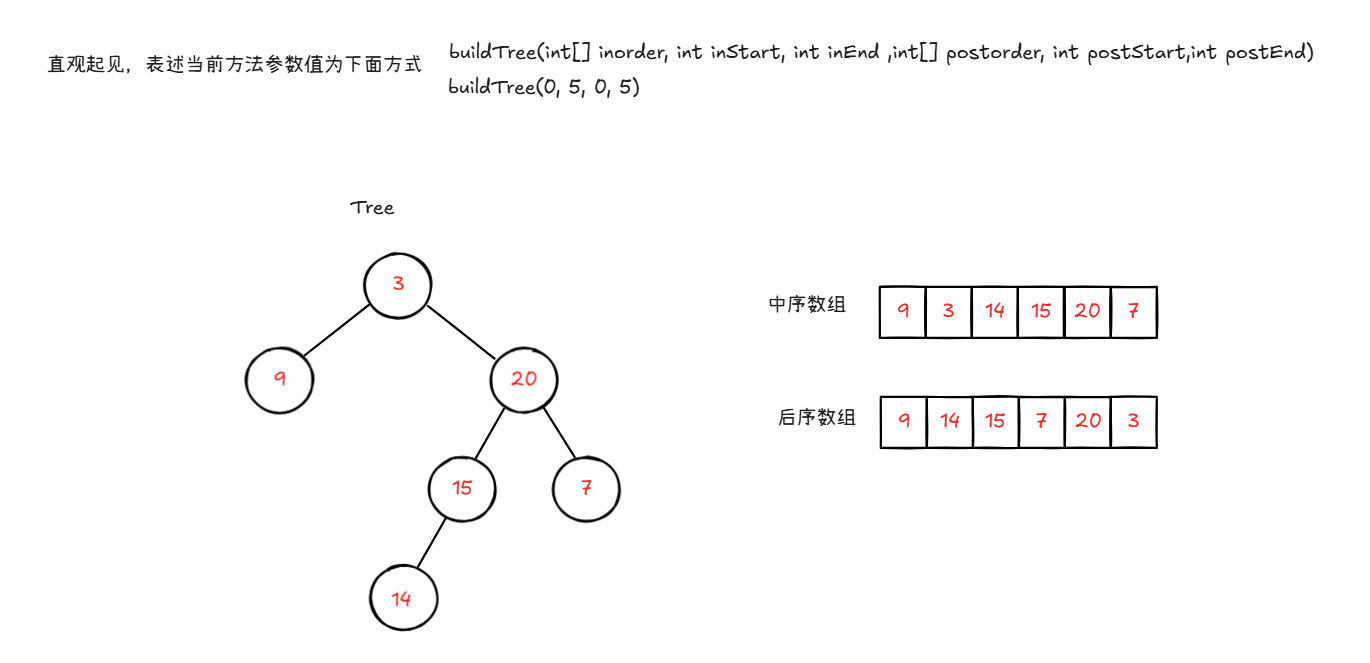 直观起见，表述当前方法参数值为下面方式
buildTree(int[] inorder, int inStart, int inEnd ,int[] postorder, int postStart,int postEnd)
buildTree(0, 5, 0, 5)
Tree
3
9
20
15
7
14
中序数组
9 3 14 15 20 7
后序数组
9 14 15 7 20 3